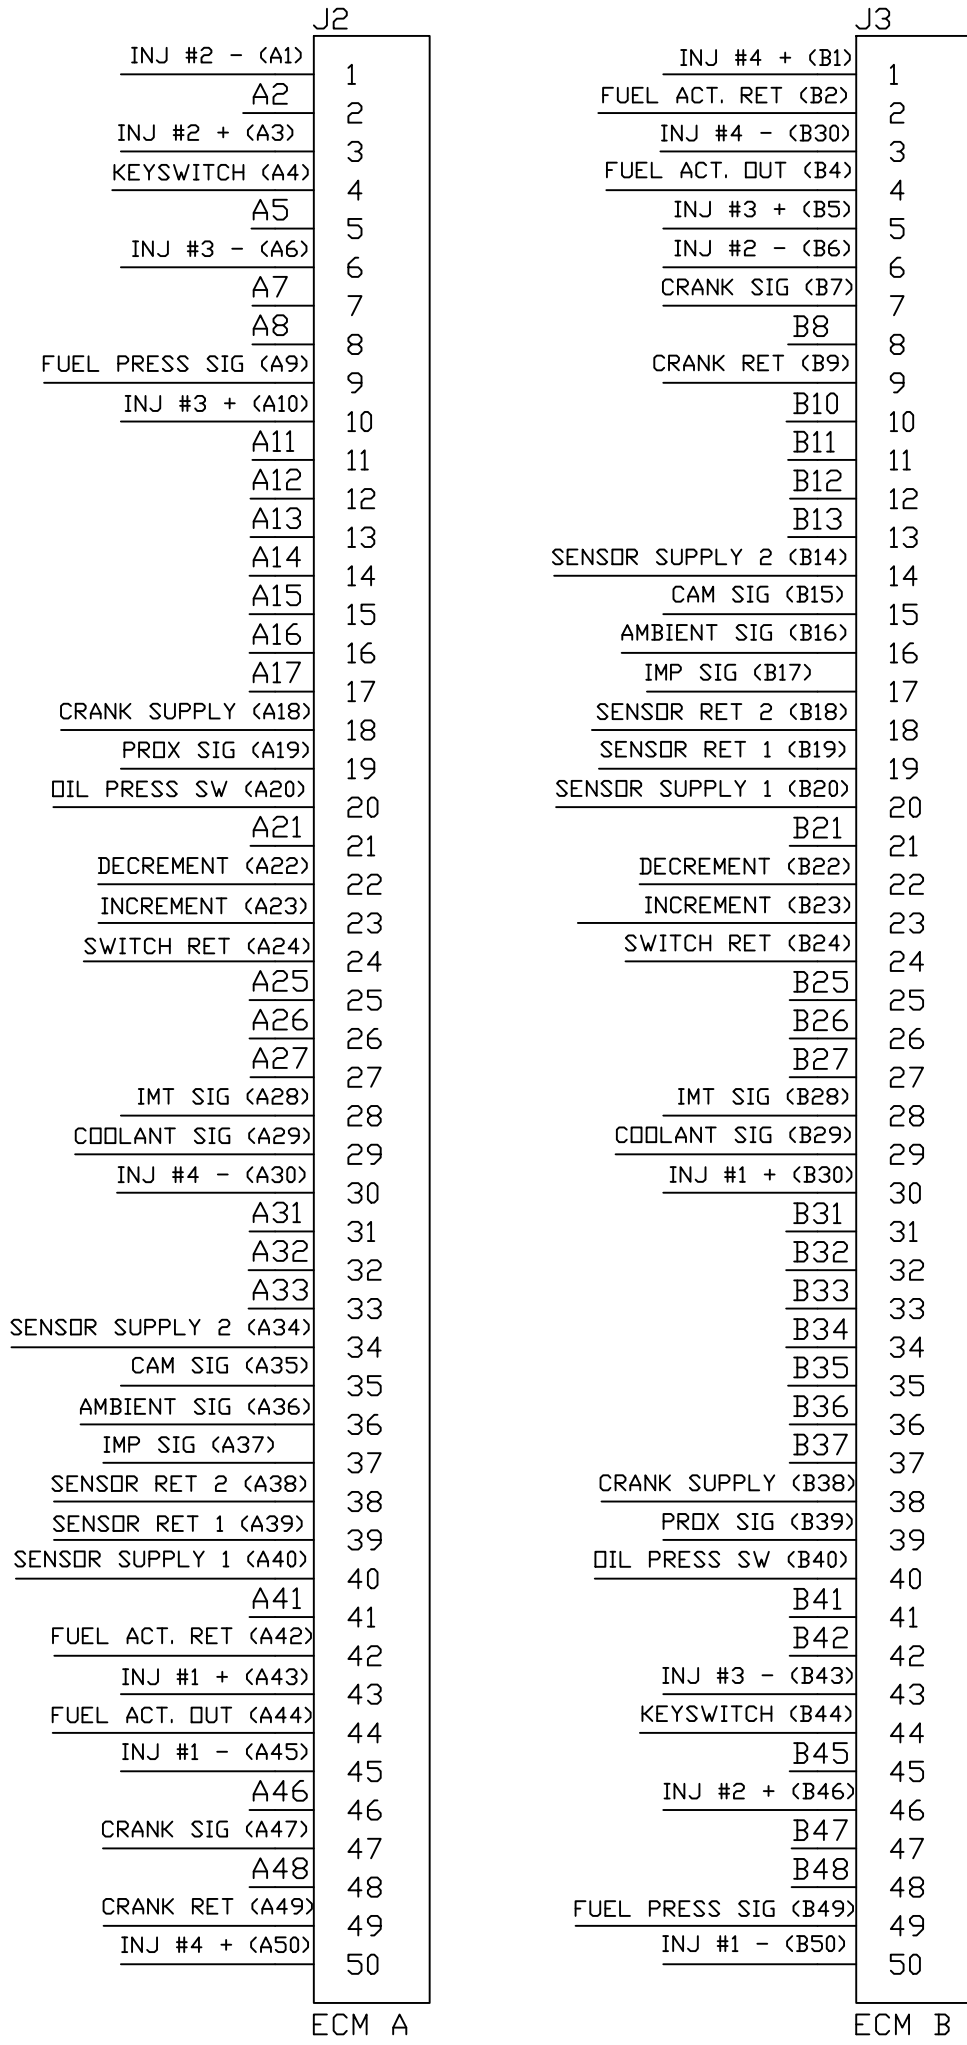 J2
INJ #2 - (A1) 1
A2 2
INJ #2 + (A3) 3
KEYSWITCH (A4) 4
A5 5
INJ #3 - (A6) 6
A7 7
A8 8
FUEL PRESS SIG (A9) 9
INJ #3 + (A10) 10
A11 11
A12 12
A13 13
A14 14
A15 15
A16 16
A17 17
CRANK SUPPLY (A18) 18
PROX SIG (A19) 19
OIL PRESS SW (A20) 20
A21 21
DECREMENT (A22) 22
INCREMENT (A23) 23
SWITCH RET (A24) 24
A25 25
A26 26
A27 27
IMT SIG (A28) 28
COOLANT SIG (A29) 29
INJ #4 - (A30) 30
A31 31
A32 32
A33 33
SENSOR SUPPLY 2 (A34) 34
CAM SIG (A35) 35
AMBIENT SIG (A36) 36
IMP SIG (A37) 37
SENSOR RET 2 (A38) 38
SENSOR RET 1 (A39) 39
SENSOR SUPPLY 1 (A40) 40
A41 41
FUEL ACT. RET (A42) 42
INJ #1 + (A43) 43
FUEL ACT. OUT (A44) 44
INJ #1 - (A45) 45
A46 46
CRANK SIG (A47) 47
A48 48
CRANK RET (A49) 49
INJ #4 + (A50) 50
ECM A
J3
INJ #4 + (B1) 1
FUEL ACT. RET (B2) 2
INJ #4 - (B30) 3
FUEL ACT. OUT (B4) 4
INJ #3 + (B5) 5
INJ #2 - (B6) 6
CRANK SIG (B7) 7
B8 8
CRANK RET (B9) 9
B10 10
B11 11
B12 12
B13 13
SENSOR SUPPLY 2 (B14) 14
CAM SIG (B15) 15
AMBIENT SIG (B16) 16
IMP SIG (B17) 17
SENSOR RET 2 (B18) 18
SENSOR RET 1 (B19) 19
SENSOR SUPPLY 1 (B20) 20
B21 21
DECREMENT (B22) 22
INCREMENT (B23) 23
SWITCH RET (B24) 24
B25 25
B26 26
B27 27
IMT SIG (B28) 28
COOLANT SIG (B29) 29
INJ #1 + (B30) 30
B31 31
B32 32
B33 33
B34 34
B35 35
B36 36
B37 37
CRANK SUPPLY (B38) 38
PROX SIG (B39) 39
OIL PRESS SW (B40) 40
B41 41
B42 42
INJ #3 - (B43) 43
KEYSWITCH (B44) 44
B45 45
INJ #2 + (B46) 46
B47 47
B48 48
FUEL PRESS SIG (B49) 49
INJ #1 - (B50) 50
ECM B